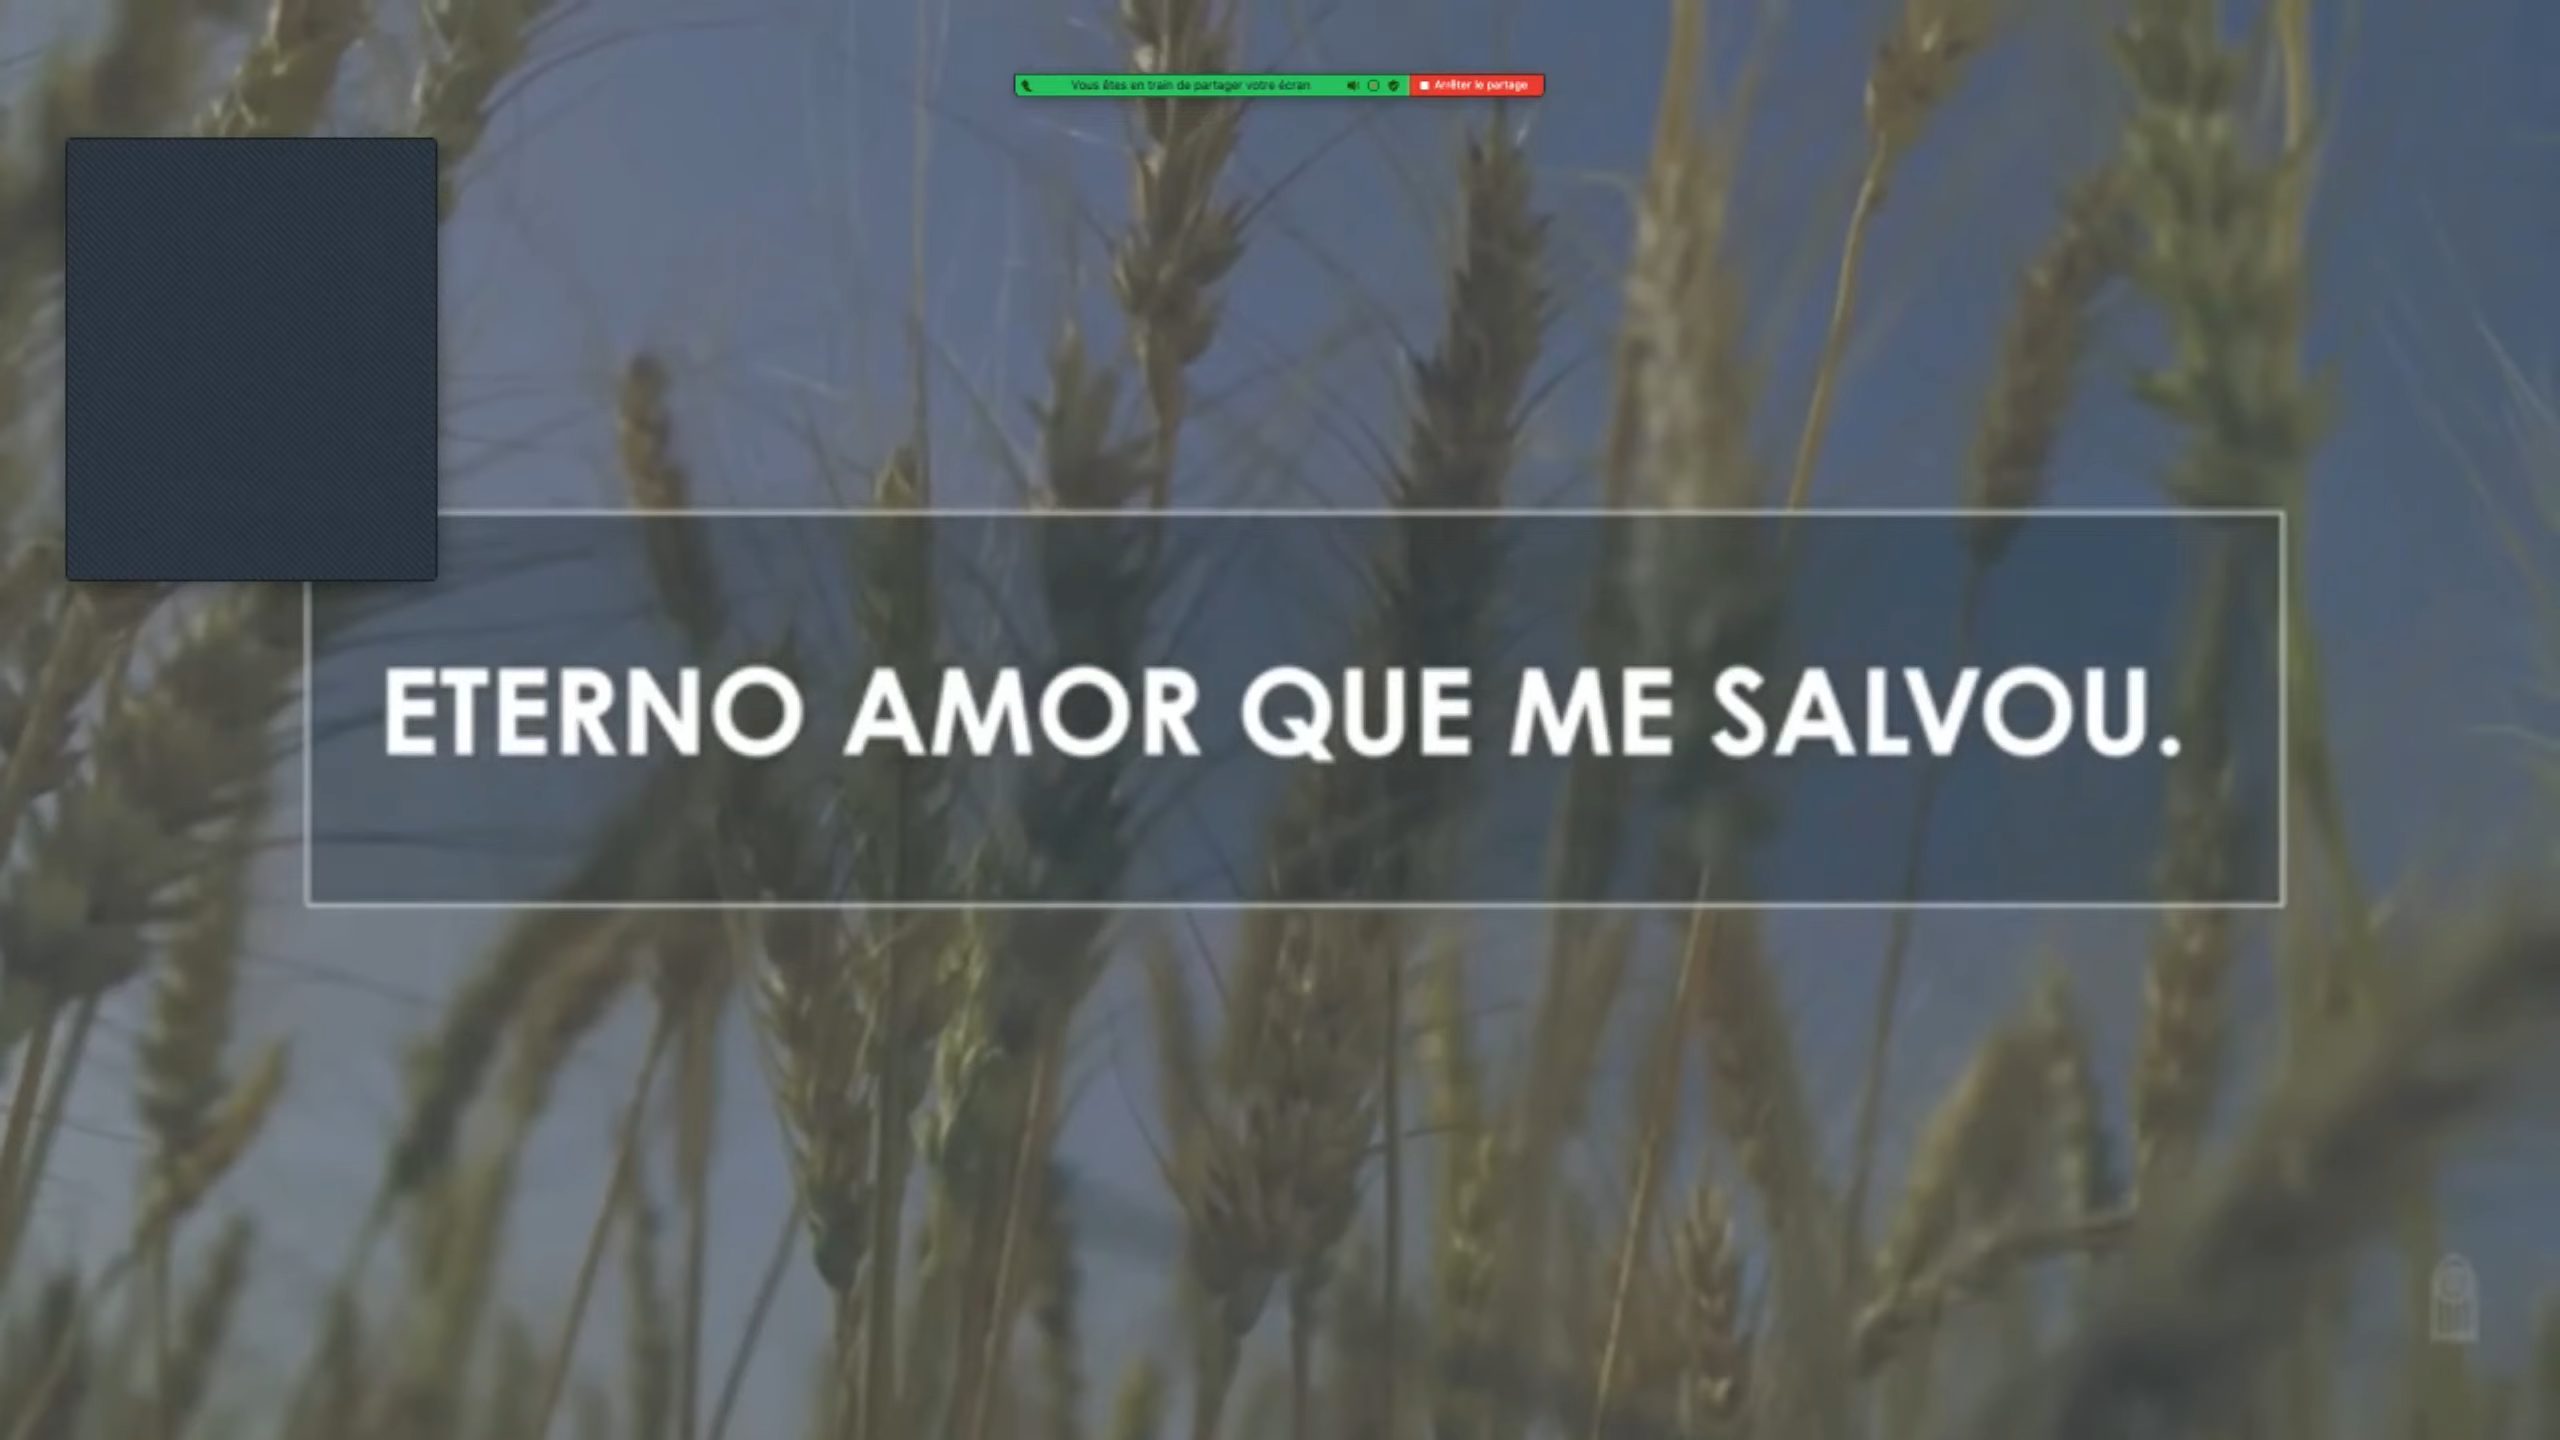 Vous êtes en train de partager votre écran
Arrêter le partage
ETERNO AMOR QUE ME SALVOU.